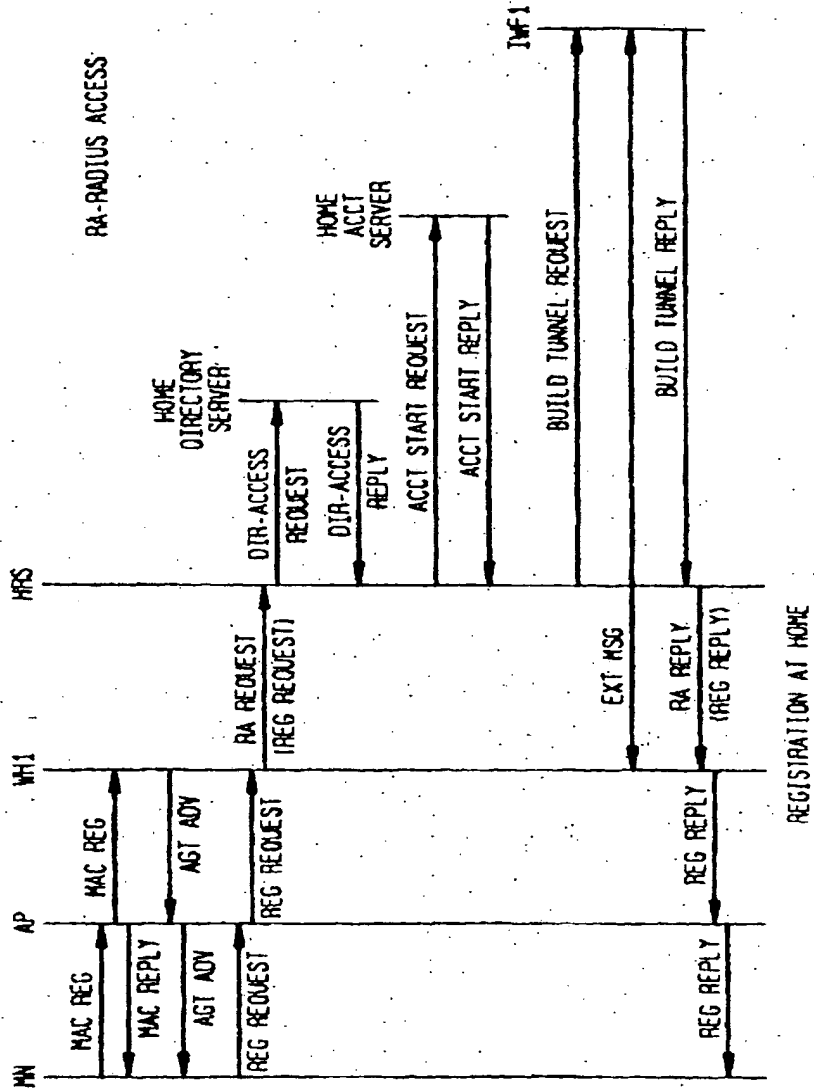 RA-RADIUS ACCESS
MN
AP
WH1
HRS
HOME
DIRECTORY
SERVER
HOME
ACCT
SERVER
IWF1
MAC REG
MAC REG
MAC REPLY
AGT ADV
AGT ADV
REG REQUEST
REG REQUEST
RA REQUEST
(REG REQUEST)
DIR-ACCESS
REQUEST
DIR-ACCESS
REPLY
ACCT START REQUEST
ACCT START REPLY
BUILD TUNNEL REQUEST
EXT MSG
BUILD TUNNEL REPLY
RA REPLY
(REG REPLY)
REG REPLY
REG REPLY
REGISTRATION AT HOME